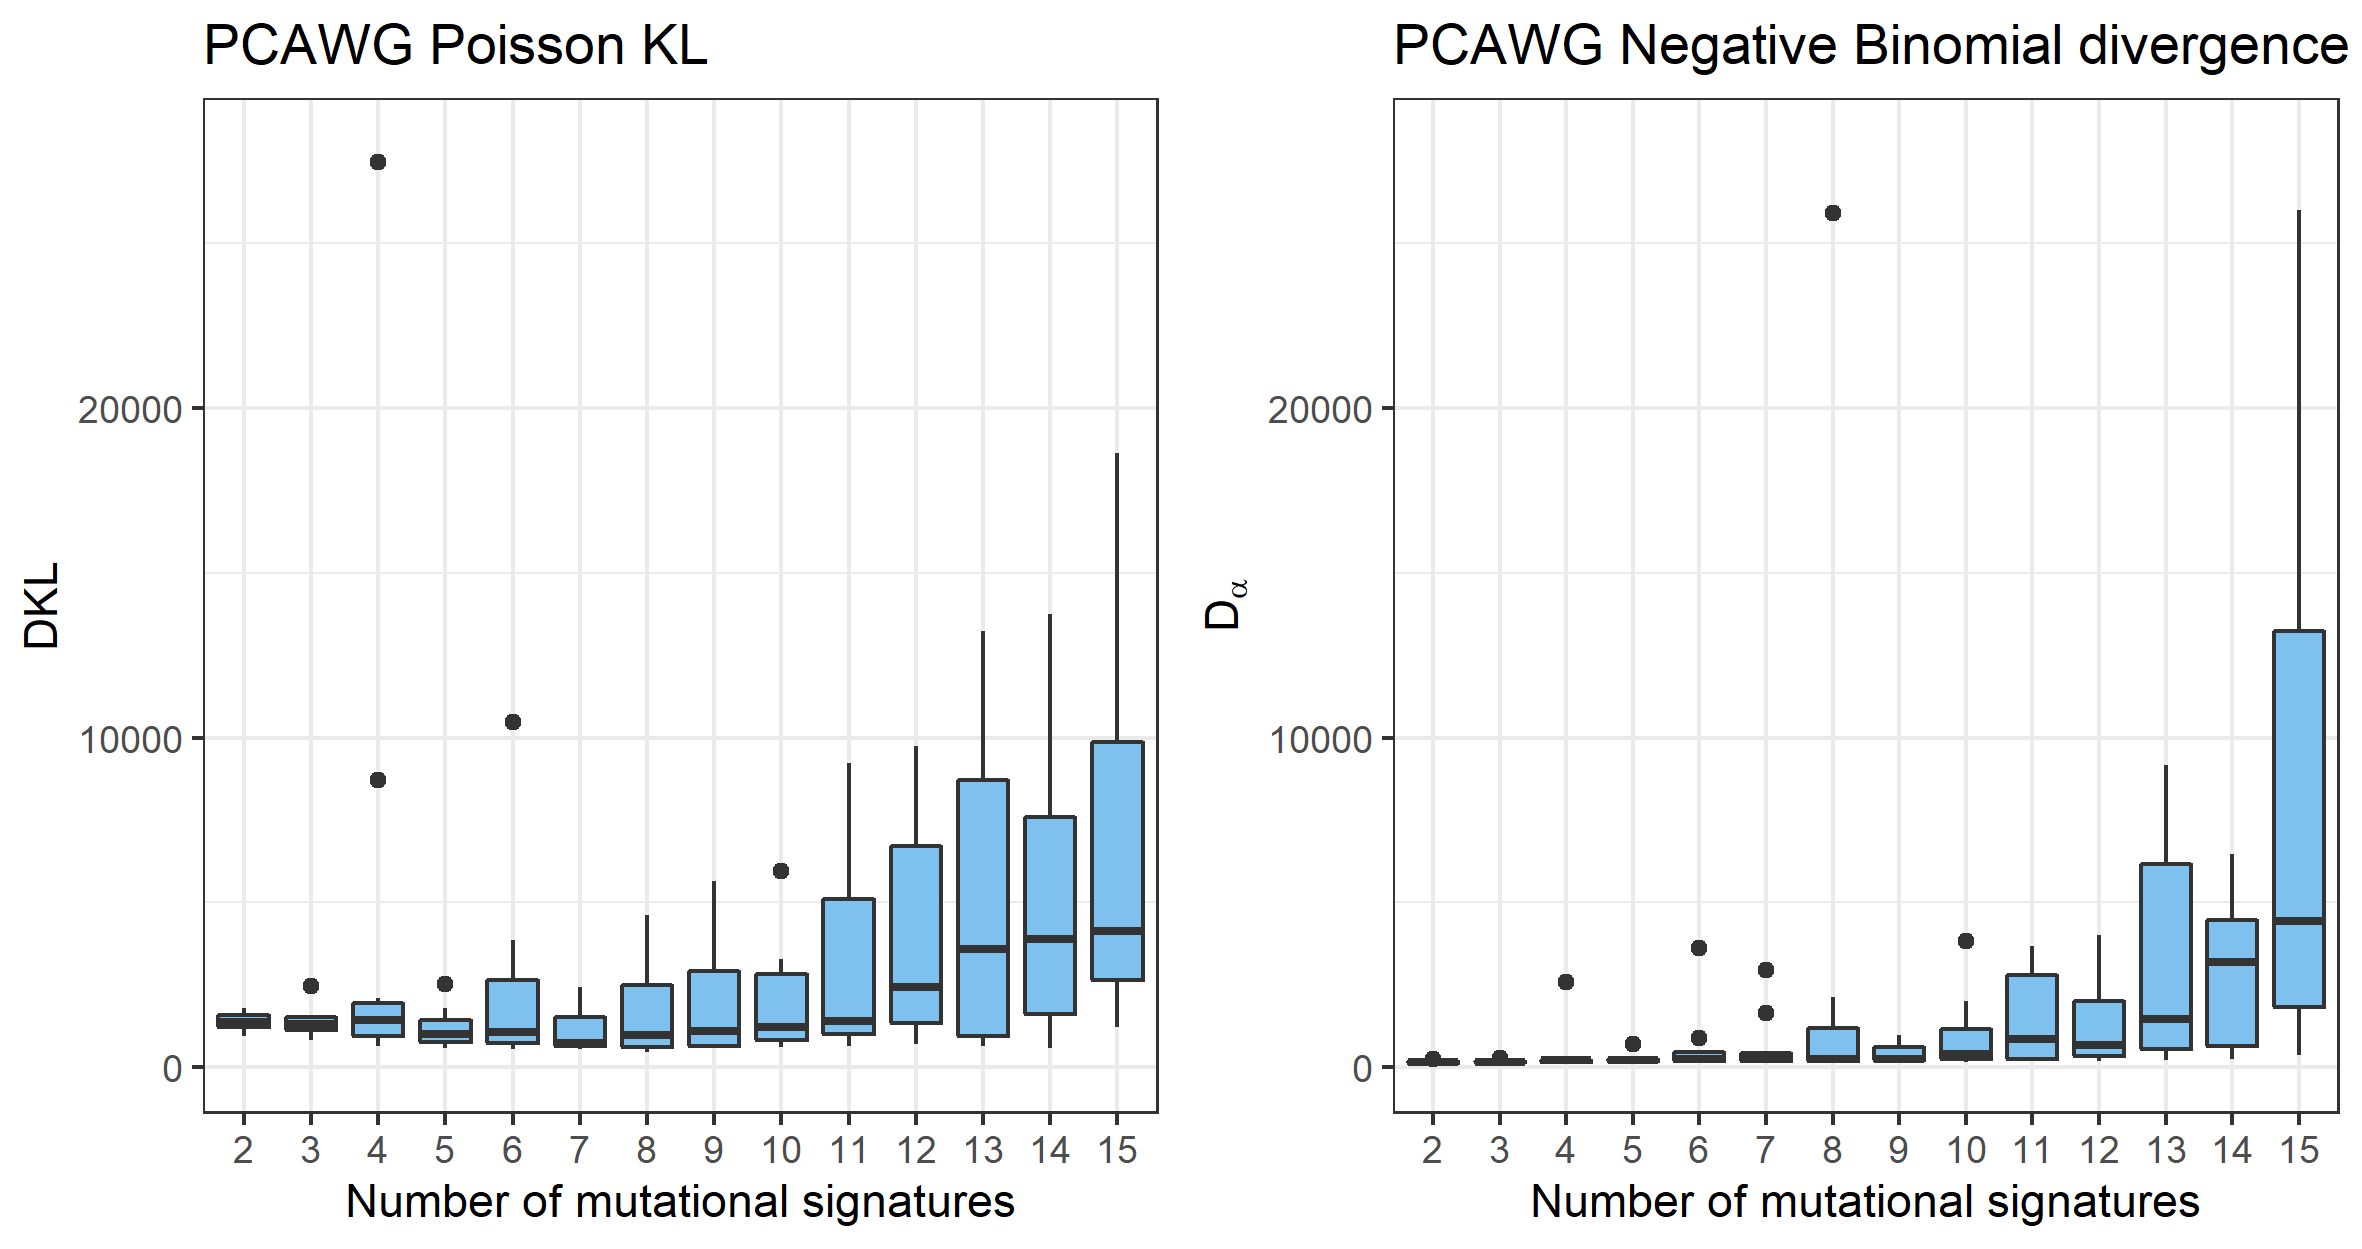 PCAWG Poisson KL
DKL
20000
10000
0
2 3 4 5 6 7 8 9 10 11 12 13 14 15
Number of mutational signatures
PCAWG Negative Binomial divergence
Dα
20000
10000
0
2 3 4 5 6 7 8 9 10 11 12 13 14 15
Number of mutational signatures